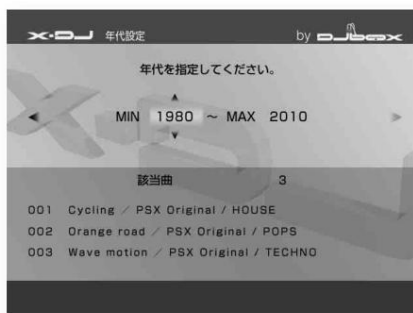 X-DJ 年代設定 by DJbox
年代を指定してください。
MIN 1980 ～ MAX 2010
該当曲 3
001 Cycling ／ PSX Original / HOUSE
002 Orange road ／ PSX Original / POPS
003 Wave motion ／ PSX Original / TECHNO